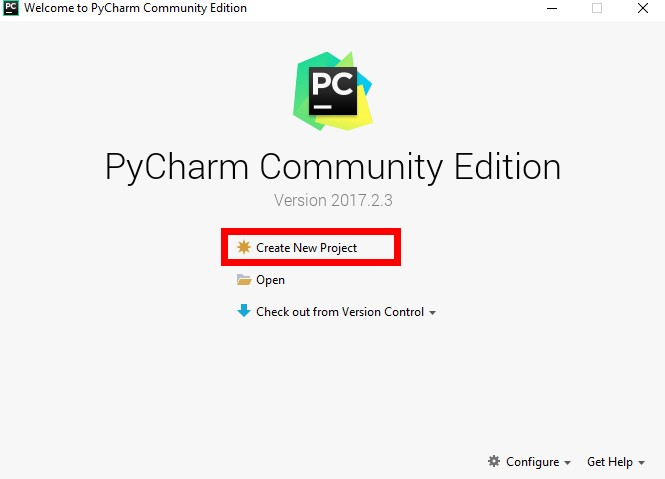 Welcome to PyCharm Community Edition
PC
PyCharm Community Edition
Version 2017.2.3
Create New Project
Open
Check out from Version Control
Configure Get Help